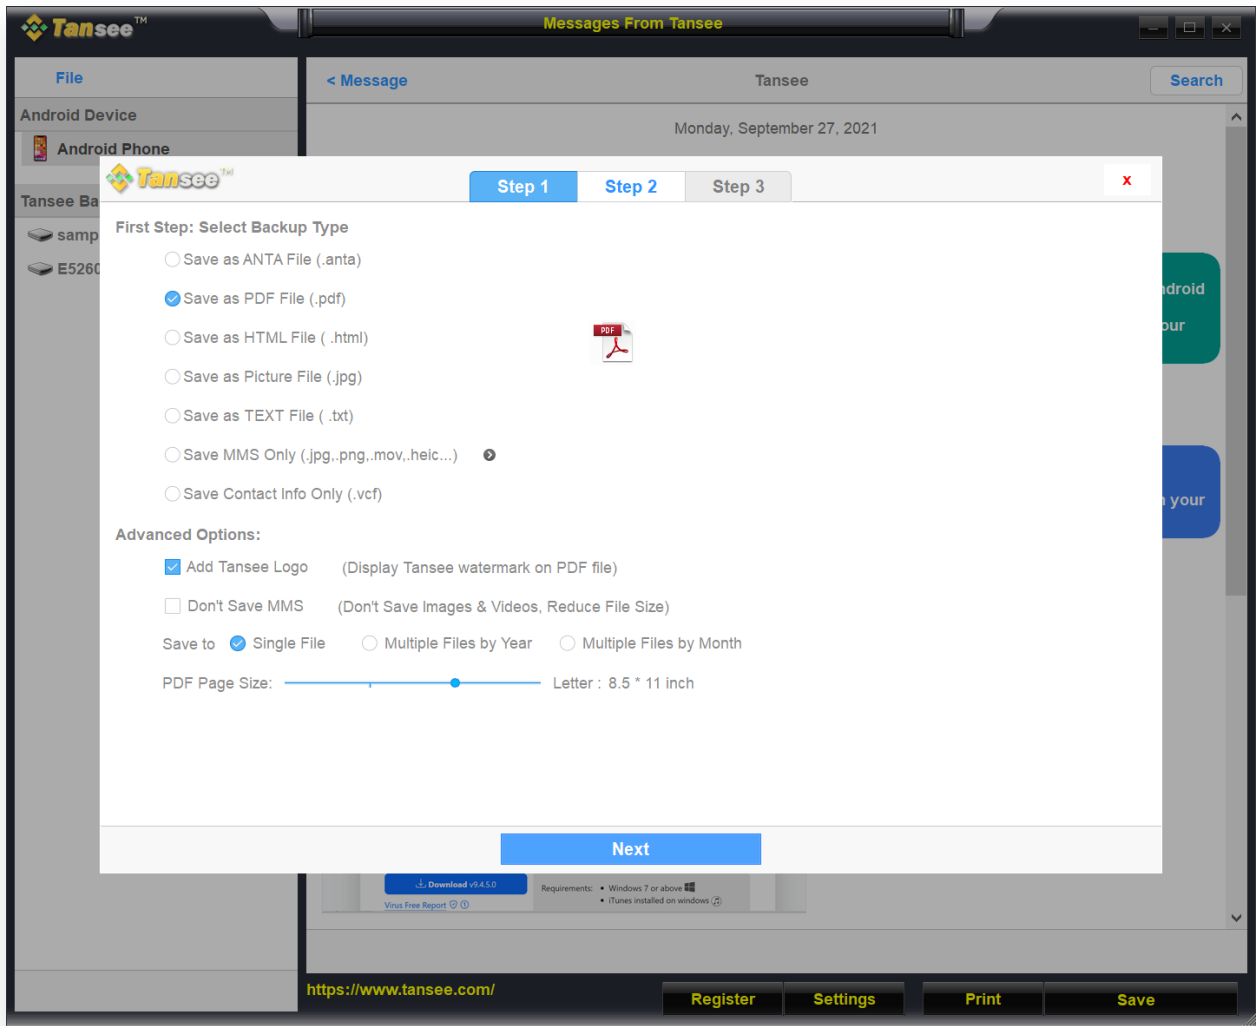 Tansee™
Messages From Tansee
File
< Message
Tansee
Search
Android Device
Monday, September 27, 2021
Android Phone
Tansee™
Step 1
Step 2
Step 3
x
Tansee Ba
samp
E5260
First Step: Select Backup Type
Save as ANTA File (.anta)
Save as PDF File (.pdf)
PDF
Save as HTML File ( .html)
Save as Picture File (.jpg)
Save as TEXT File ( .txt)
Save MMS Only (.jpg,.png,.mov,.heic...)
Save Contact Info Only (.vcf)
ndroid
our
n your
Advanced Options:
Add Tansee Logo (Display Tansee watermark on PDF file)
Don't Save MMS (Don't Save Images & Videos, Reduce File Size)
Save to Single File Multiple Files by Year Multiple Files by Month
PDF Page Size: Letter : 8.5 * 11 inch
Next
Download v9.4.5.0
Virus Free Report
Requirements: • Windows 7 or above
• iTunes installed on windows
https://www.tansee.com/
Register
Settings
Print
Save